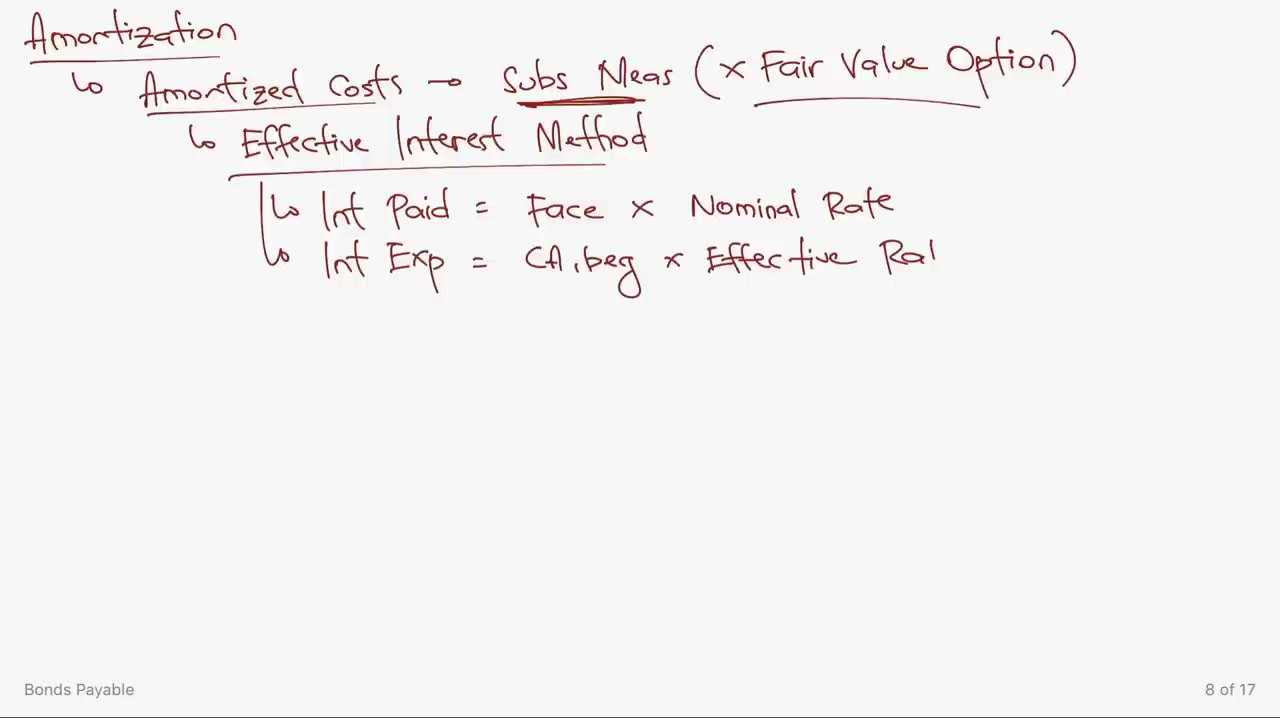 Amortization
↳ Amortized Costs → Subs Meas (x Fair Value Option)
↳ Effective Interest Method
↳ Int Paid = Face x Nominal Rate
↳ Int Exp = CA, beg x Effective Rat
Bonds Payable
8 of 17